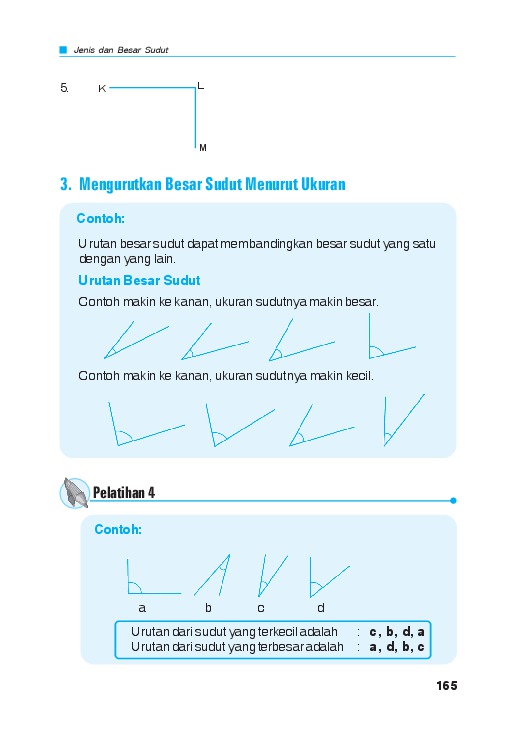 Jenis dan Besar Sudut
5. K L
M
3. Mengurutkan Besar Sudut Menurut Ukuran
Contoh:
Urutan besar sudut dapat membandingkan besar sudut yang satu
dengan yang lain.
Urutan Besar Sudut
Contoh makin ke kanan, ukuran sudutnya makin besar.
Contoh makin ke kanan, ukuran sudutnya makin kecil.
Pelatihan 4
Contoh:
a b c d
Urutan dari sudut yang terkecil adalah : c, b, d, a
Urutan dari sudut yang terbesar adalah : a, d, b, c
165